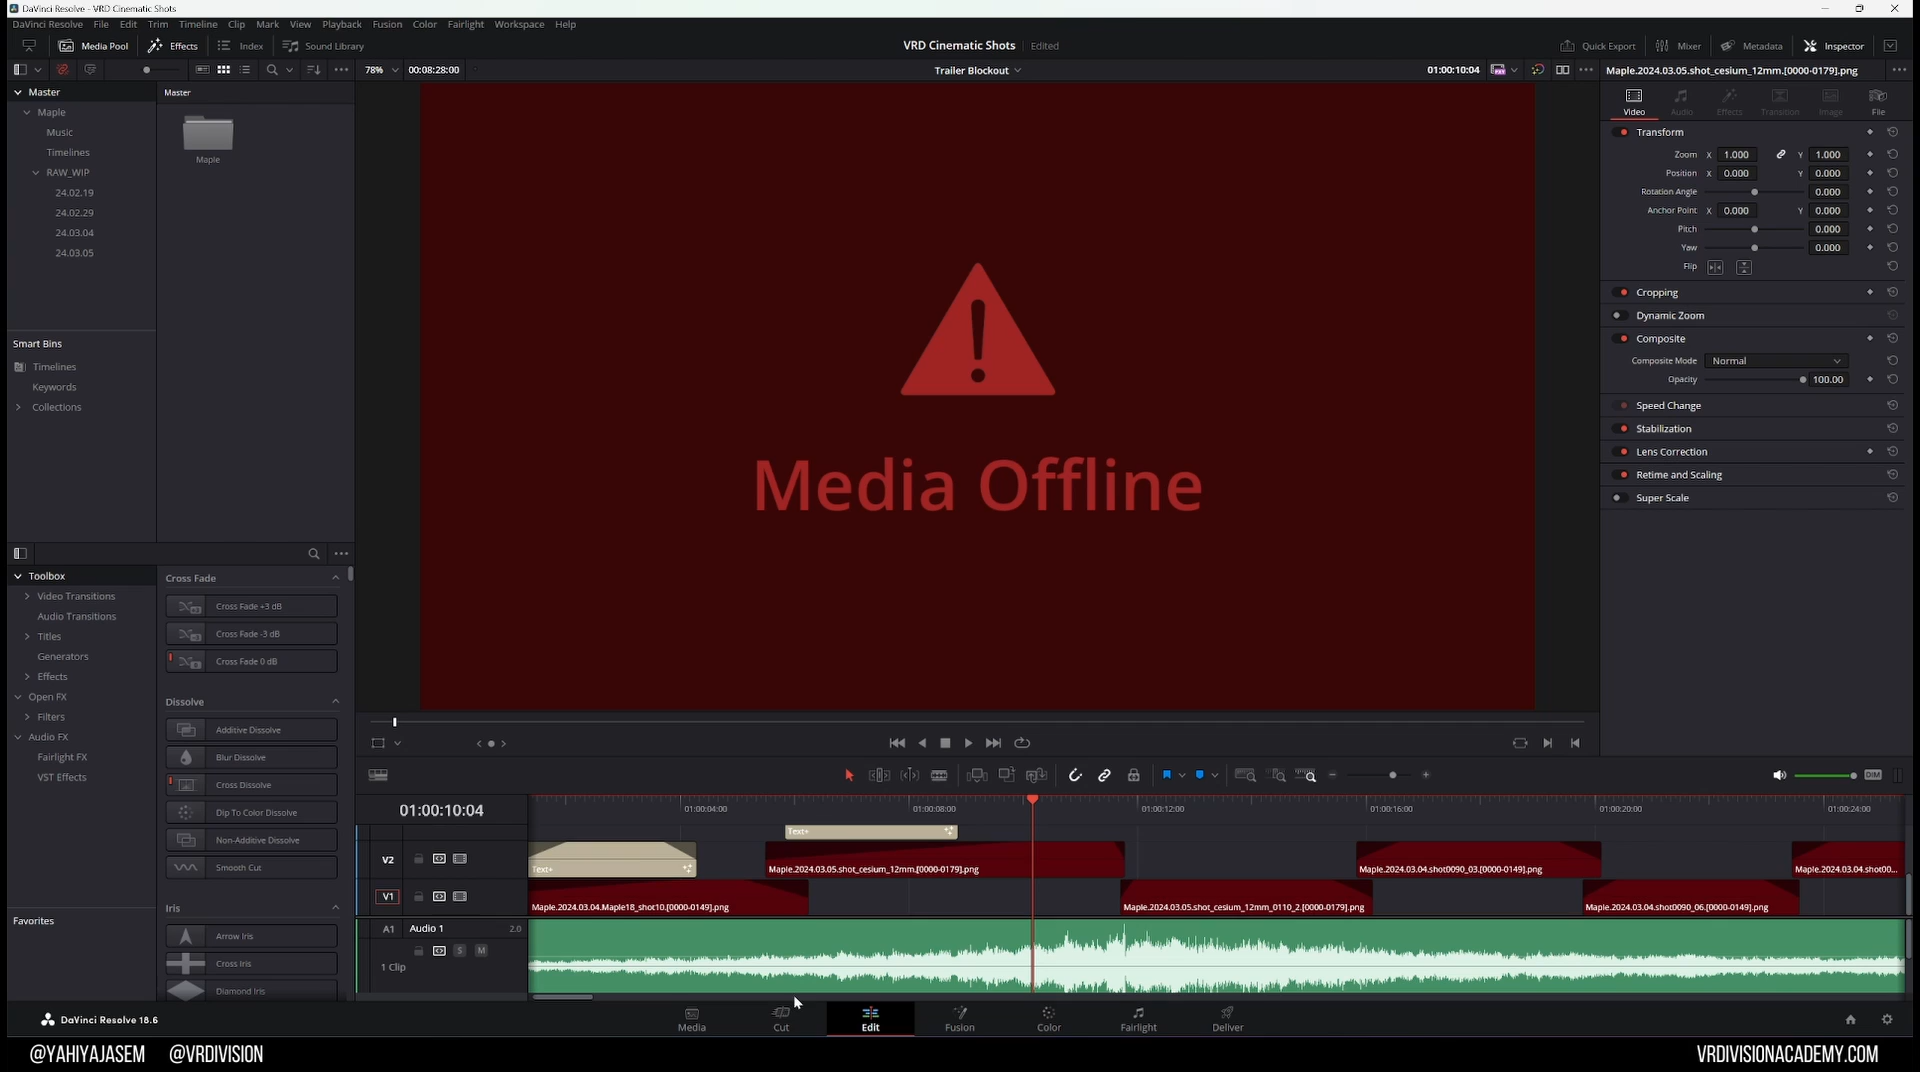 DaVinci Resolve - VRD Cinematic Shots
DaVinci Resolve File Edit Trim Timeline Clip Mark View Playback Fusion Color Fairlight Workspace Help
Media Pool Effects Index Sound Library VRD Cinematic Shots Edited Quick Export Mixer Metadata Inspector
78% 00:08:28:00 Trailer Blockout 01:00:10:04 Maple.2024.03.05.shot_cesium_12mm.[0000-0179].png
Master
Maple
Music
Timelines
RAW_WIP
24.02.19
24.02.29
24.03.04
24.03.05
Smart Bins
Timelines
Keywords
Collections
Master
Maple
Media Offline
Video Audio Effects Transition Image File
Transform
Zoom X 1.000 Y 1.000
Position X 0.000 Y 0.000
Rotation Angle 0.000
Anchor Point X 0.000 Y 0.000
Pitch 0.000
Yaw 0.000
Flip
Cropping
Dynamic Zoom
Composite
Composite Mode Normal
Opacity 100.00
Speed Change
Stabilization
Lens Correction
Retime and Scaling
Super Scale
Toolbox
Video Transitions
Audio Transitions
Titles
Generators
Effects
Open FX
Filters
Audio FX
Fairlight FX
VST Effects
Favorites
Cross Fade
Cross Fade +3 dB
Cross Fade -3 dB
Cross Fade 0 dB
Dissolve
Additive Dissolve
Blur Dissolve
Cross Dissolve
Dip To Color Dissolve
Non-Additive Dissolve
Smooth Cut
Iris
Arrow Iris
Cross Iris
Diamond Iris
DIM
01:00:10:04
01:00:04:00 01:00:08:00 01:00:12:00 01:00:16:00 01:00:20:00 01:00:24:00
Text+
V2
Text+ Maple.2024.03.05.shot_cesium_12mm.[0000-0179].png Maple.2024.03.04.shot0090_03.[0000-0149].png Maple.2024.03.04.shot00...
V1
Maple.2024.03.04.Maple18_shot10.[0000-0149].png Maple.2024.03.05.shot_cesium_12mm_0110_2.[0000-0179].png Maple.2024.03.04.shot0090_06.[0000-0149].png
A1 Audio 1 2.0
S M
1 Clip
DaVinci Resolve 18.6
Media Cut Edit Fusion Color Fairlight Deliver
@YAHIYAJASEM @VRDIVISION VRDIVISIONACADEMY.COM